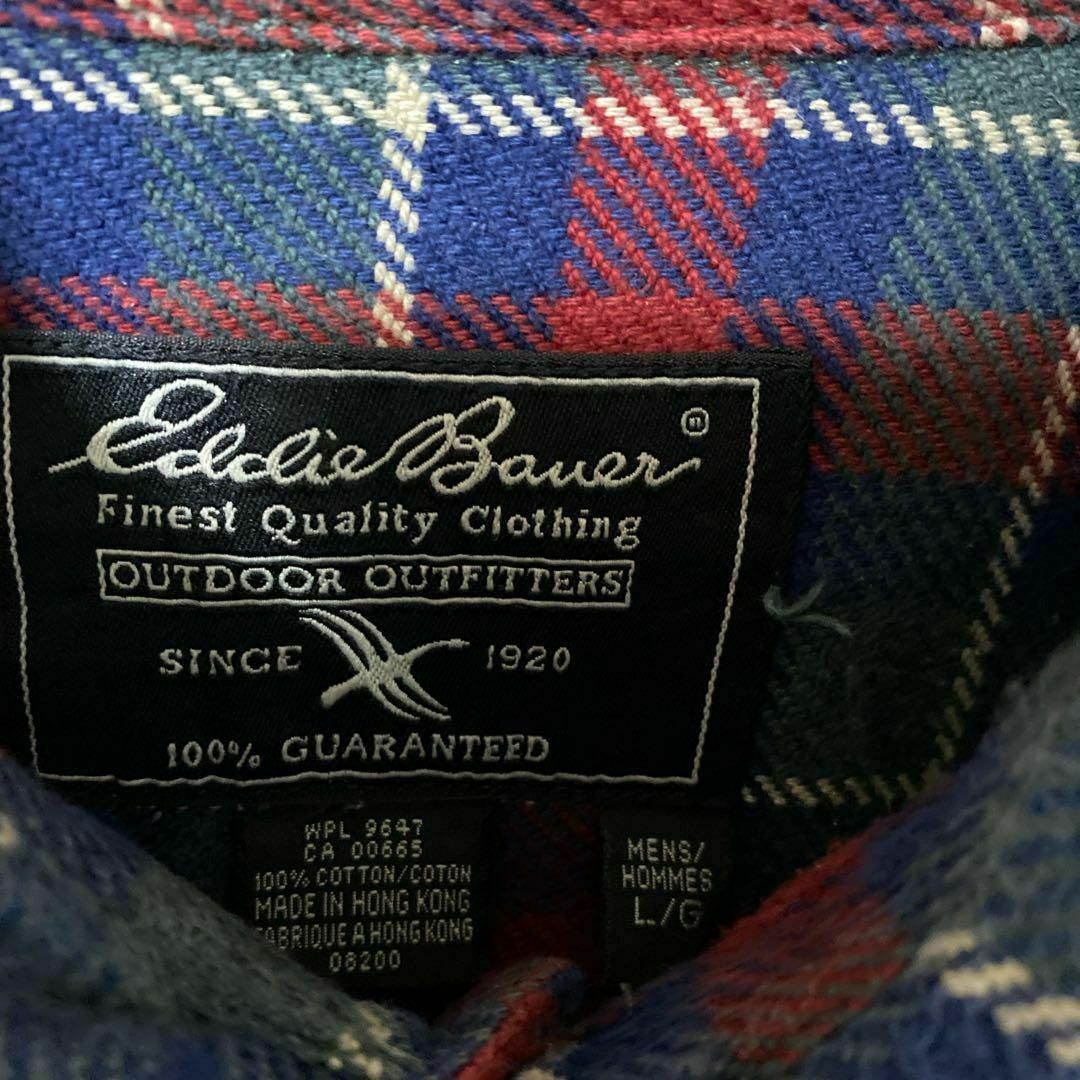 Eddie Bauer ®
Finest Quality Clothing
OUTDOOR OUTFITTERS
SINCE 1920
100% GUARANTEED
WPL 9647
CA 00665
100% COTTON/COTON
MADE IN HONG KONG
FABRIQUE A HONG KONG
08200
MENS/
HOMMES
L/G